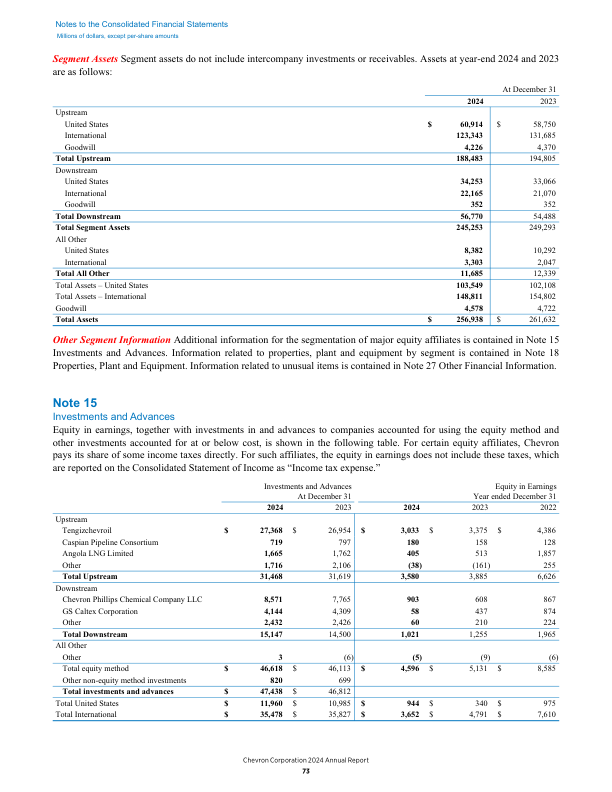 Notes to the Consolidated Financial Statements
Millions of dollars, except per-share amounts
Segment Assets Segment assets do not include intercompany investments or receivables. Assets at year-end 2024 and 2023
are as follows:
At December 31
2024 2023
Upstream
United States $ 60,914 $ 58,750
International 123,343 131,685
Goodwill 4,226 4,370
Total Upstream 188,483 194,805
Downstream
United States 34,253 33,066
International 22,165 21,070
Goodwill 352 352
Total Downstream 56,770 54,488
Total Segment Assets 245,253 249,293
All Other
United States 8,382 10,292
International 3,303 2,047
Total All Other 11,685 12,339
Total Assets – United States 103,549 102,108
Total Assets – International 148,811 154,802
Goodwill 4,578 4,722
Total Assets $ 256,938 $ 261,632
Other Segment Information Additional information for the segmentation of major equity affiliates is contained in Note 15
Investments and Advances. Information related to properties, plant and equipment by segment is contained in Note 18
Properties, Plant and Equipment. Information related to unusual items is contained in Note 27 Other Financial Information.
Note 15
Investments and Advances
Equity in earnings, together with investments in and advances to companies accounted for using the equity method and
other investments accounted for at or below cost, is shown in the following table. For certain equity affiliates, Chevron
pays its share of some income taxes directly. For such affiliates, the equity in earnings does not include these taxes, which
are reported on the Consolidated Statement of Income as “Income tax expense.”
Investments and Advances Equity in Earnings
At December 31 Year ended December 31
2024 2023 2024 2023 2022
Upstream
Tengizchevroil $ 27,368 $ 26,954 $ 3,033 $ 3,375 $ 4,386
Caspian Pipeline Consortium 719 797 180 158 128
Angola LNG Limited 1,665 1,762 405 513 1,857
Other 1,716 2,106 (38) (161) 255
Total Upstream 31,468 31,619 3,580 3,885 6,626
Downstream
Chevron Phillips Chemical Company LLC 8,571 7,765 903 608 867
GS Caltex Corporation 4,144 4,309 58 437 874
Other 2,432 2,426 60 210 224
Total Downstream 15,147 14,500 1,021 1,255 1,965
All Other
Other 3 (6) (5) (9) (6)
Total equity method $ 46,618 $ 46,113 $ 4,596 $ 5,131 $ 8,585
Other non-equity method investments 820 699
Total investments and advances $ 47,438 $ 46,812
Total United States $ 11,960 $ 10,985 $ 944 $ 340 $ 975
Total International $ 35,478 $ 35,827 $ 3,652 $ 4,791 $ 7,610
Chevron Corporation 2024 Annual Report
73